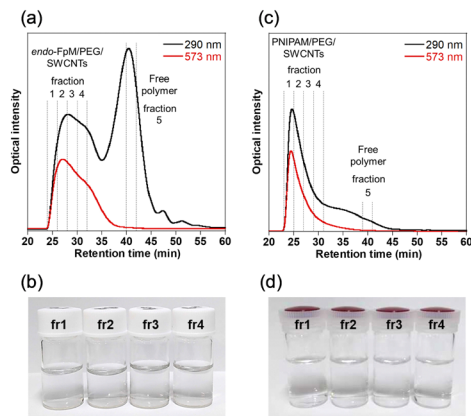 (a)
endo-FpM/PEG/
SWCNTs
fraction
1 2 3 4
290 nm
573 nm
Free
polymer
fraction
5
Optical intensity
20 25 30 35 40 45 50 55 60
Retention time (min)
(c)
PNIPAM/PEG/
SWCNTs
fraction
1 2 3 4
290 nm
573 nm
Free
polymer
fraction
5
Optical intensity
20 25 30 35 40 45 50 55 60
Retention time (min)
(b)
fr1 fr2 fr3 fr4
(d)
fr1 fr2 fr3 fr4